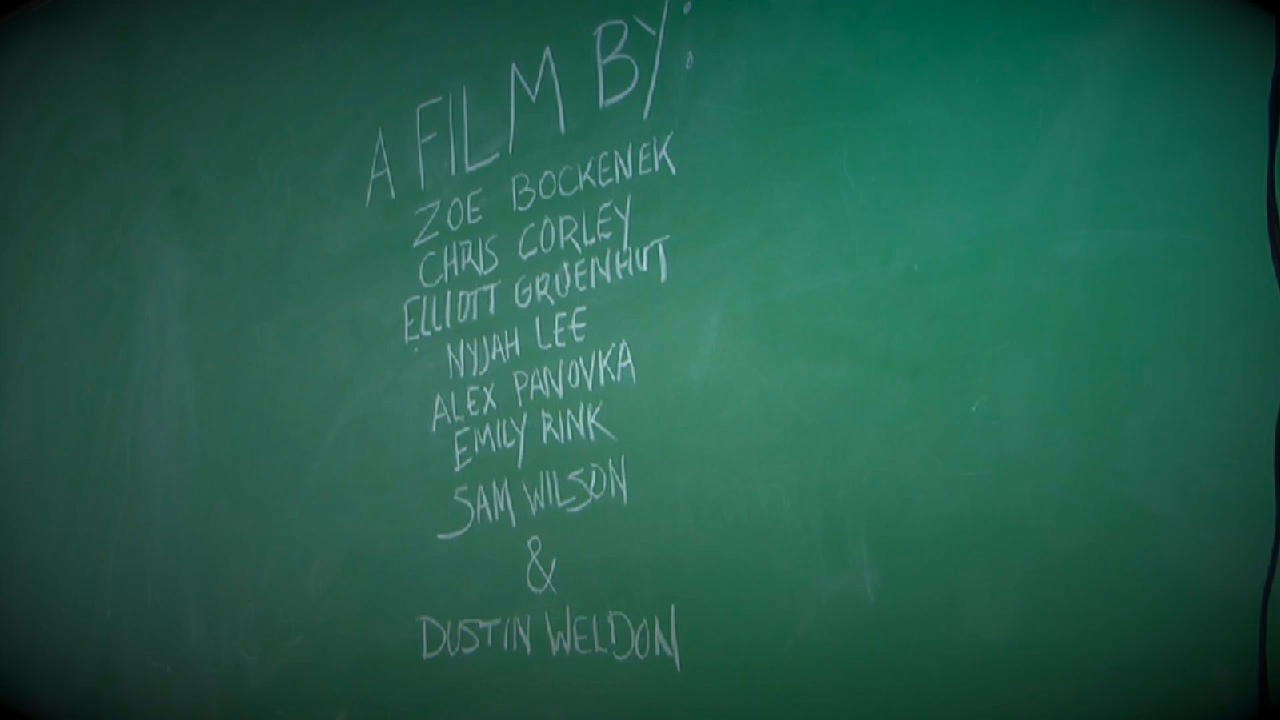 A FILM BY:
ZOE BOCKENEK
CHRIS CORLEY
ELLIOTT GRUENHUT
NYJAH LEE
ALEX PANOVKA
EMILY RINK
SAM WILSON
&
DUSTIN WELDON